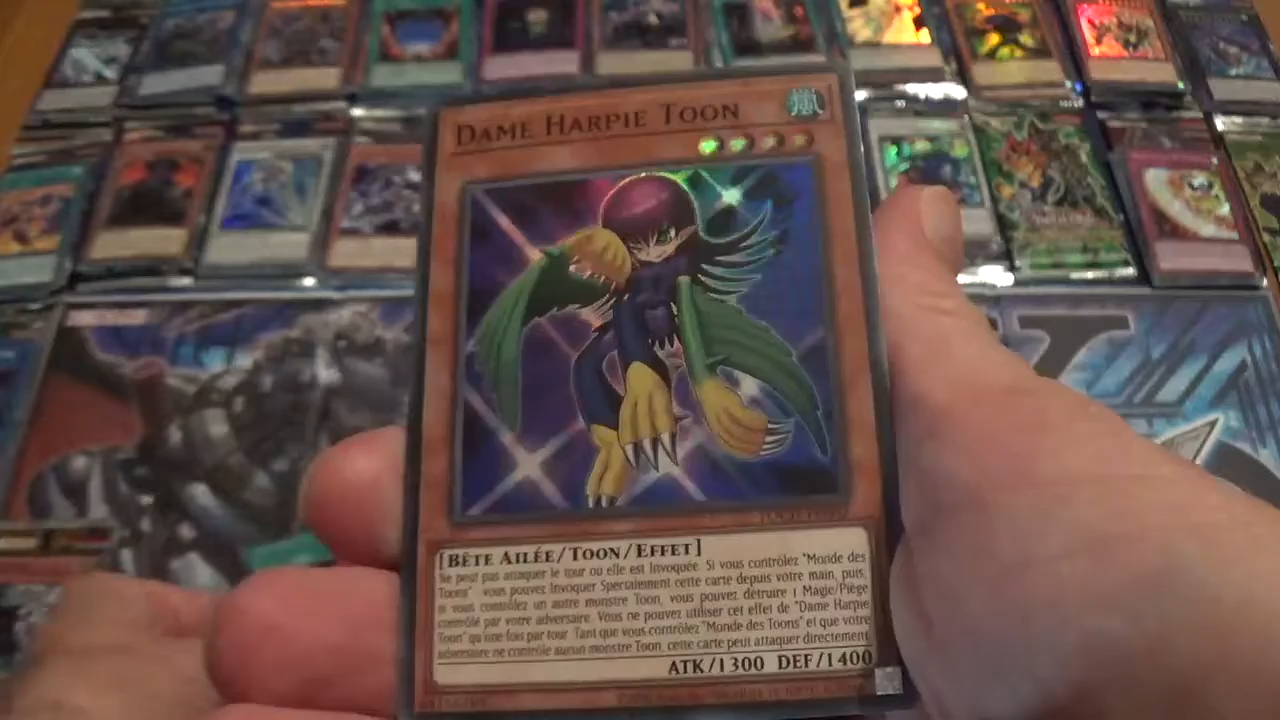 DAME HARPIE TOON
嵐
[BÊTE AILÉE/TOON/EFFET]
Ne peut pas attaquer le tour où elle est Invoquée. Si vous contrôlez "Monde des
Toons" vous pouvez Invoquer Spécialement cette carte depuis votre main, puis,
si vous contrôlez un autre monstre Toon, vous pouvez détruire 1 Magie/Piège
contrôlé par votre adversaire. Vous ne pouvez utiliser cet effet de "Dame Harpie
Toon" qu'une fois par tour. Tant que vous contrôlez "Monde des Toons" et que votre
adversaire ne contrôle aucun monstre Toon, cette carte peut attaquer directement.
ATK/1300 DEF/1400